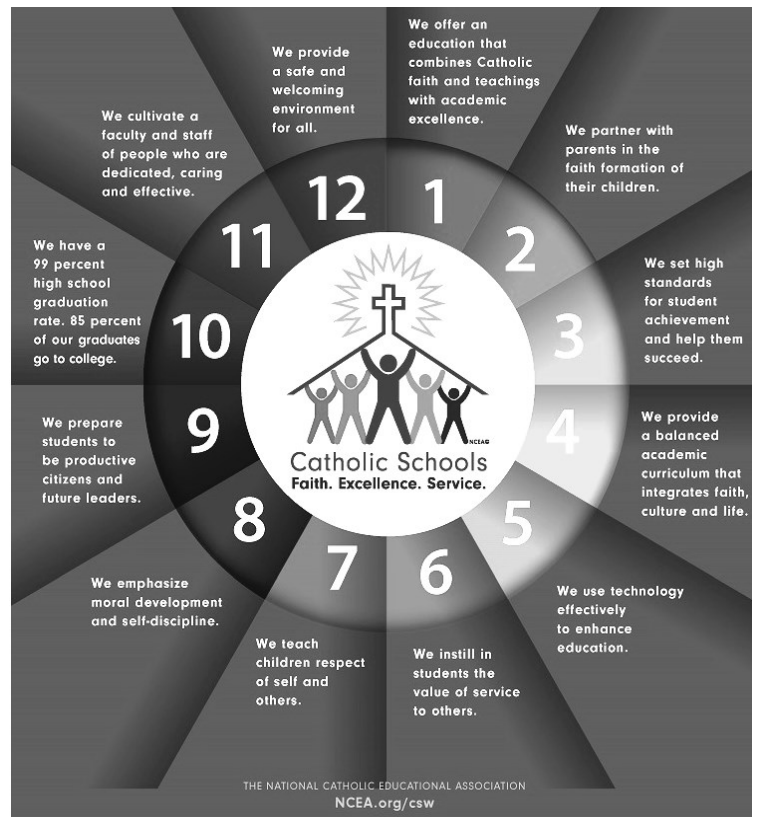 We offer an
education that
combines Catholic
faith and teachings
with academic
excellence.
1
We partner with
parents in the
faith formation of
their children.
2
We set high
standards
for student
achievement
and help them
succeed.
3
We provide
a balanced
academic
curriculum that
integrates faith,
culture and life.
4
We use technology
effectively
to enhance
education.
5
We instill in
students the
value of service
to others.
6
We teach
children respect
of self and
others.
7
We emphasize
moral development
and self-discipline.
8
We prepare
students to
be productive
citizens and
future leaders.
9
We have a
99 percent
high school
graduation
rate. 85 percent
of our graduates
go to college.
10
We cultivate a
faculty and staff
of people who are
dedicated, caring
and effective.
11
We provide
a safe and
welcoming
environment
for all.
12
NCEA©
Catholic Schools
Faith. Excellence. Service.
THE NATIONAL CATHOLIC EDUCATIONAL ASSOCIATION
NCEA.org/csw